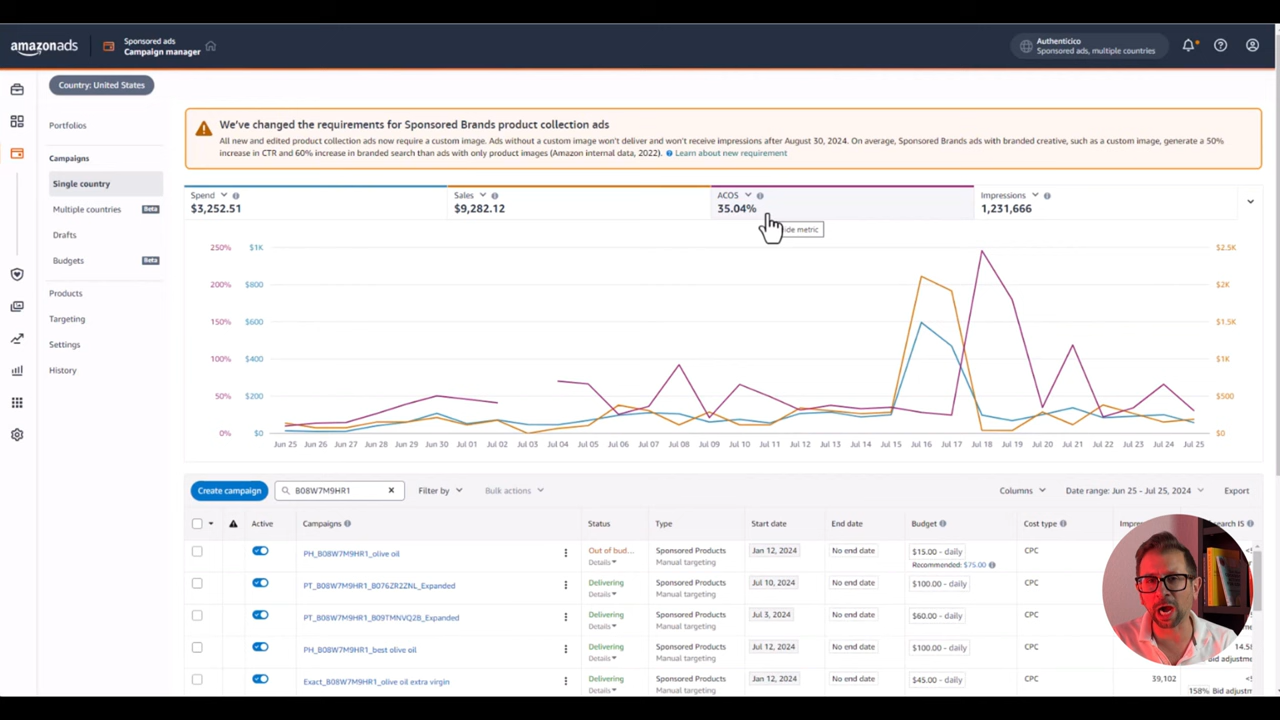 amazonads
Sponsored ads
Campaign manager
Authenticico
Sponsored ads, multiple countries
Country: United States
Portfolios
Campaigns
Single country
Multiple countries Beta
Drafts
Budgets Beta
Products
Targeting
Settings
History
We've changed the requirements for Sponsored Brands product collection ads
All new and edited product collection ads now require a custom image. Ads without a custom image won't deliver and won't receive impressions after August 30, 2024. On average, Sponsored Brands ads with branded creative, such as a custom image, generate a 50%
increase in CTR and 60% increase in branded search than ads with only product images (Amazon internal data, 2022). Learn about new requirement
Spend Sales ACOS Impressions
$3,252.51 $9,282.12 35.04% 1,231,666
ide metric
250% $1K $2.5K
200% $800 $2K
150% $600 $1.5K
100% $400 $1K
50% $200 $500
0% $0 $0
Jun 25 Jun 26 Jun 27 Jun 28 Jun 29 Jun 30 Jul 01 Jul 02 Jul 03 Jul 04 Jul 05 Jul 06 Jul 07 Jul 08 Jul 09 Jul 10 Jul 11 Jul 12 Jul 13 Jul 14 Jul 15 Jul 16 Jul 17 Jul 18 Jul 19 Jul 20 Jul 21 Jul 22 Jul 23 Jul 24 Jul 25
Create campaign B08W7M9HR1 Filter by Bulk actions Columns Date range: Jun 25 - Jul 25, 2024 Export
Active Campaigns Status Type Start date End date Budget Cost type
PH_B08W7M9HR1_olive oil Out of bud... Sponsored Products Jan 12, 2024 No end date $15.00 - daily CPC
Details Manual targeting Recommended: $75.00
PT_B08W7M9HR1_B076ZR2ZNL_Expanded Delivering Sponsored Products Jul 10, 2024 No end date $100.00 - daily CPC
Details Manual targeting
PT_B08W7M9HR1_B09TMNVQ2B_Expanded Delivering Sponsored Products Jul 3, 2024 No end date $60.00 - daily CPC
Details Manual targeting
PH_B08W7M9HR1_best olive oil Delivering Sponsored Products Jul 12, 2024 No end date $100.00 - daily CPC 14.58
Details Manual targeting Bid adjustme
Exact_B08W7M9HR1_olive oil extra virgin Delivering Sponsored Products Jan 12, 2024 No end date $45.00 - daily CPC 39,102
Details Manual targeting 158% Bid adjustme